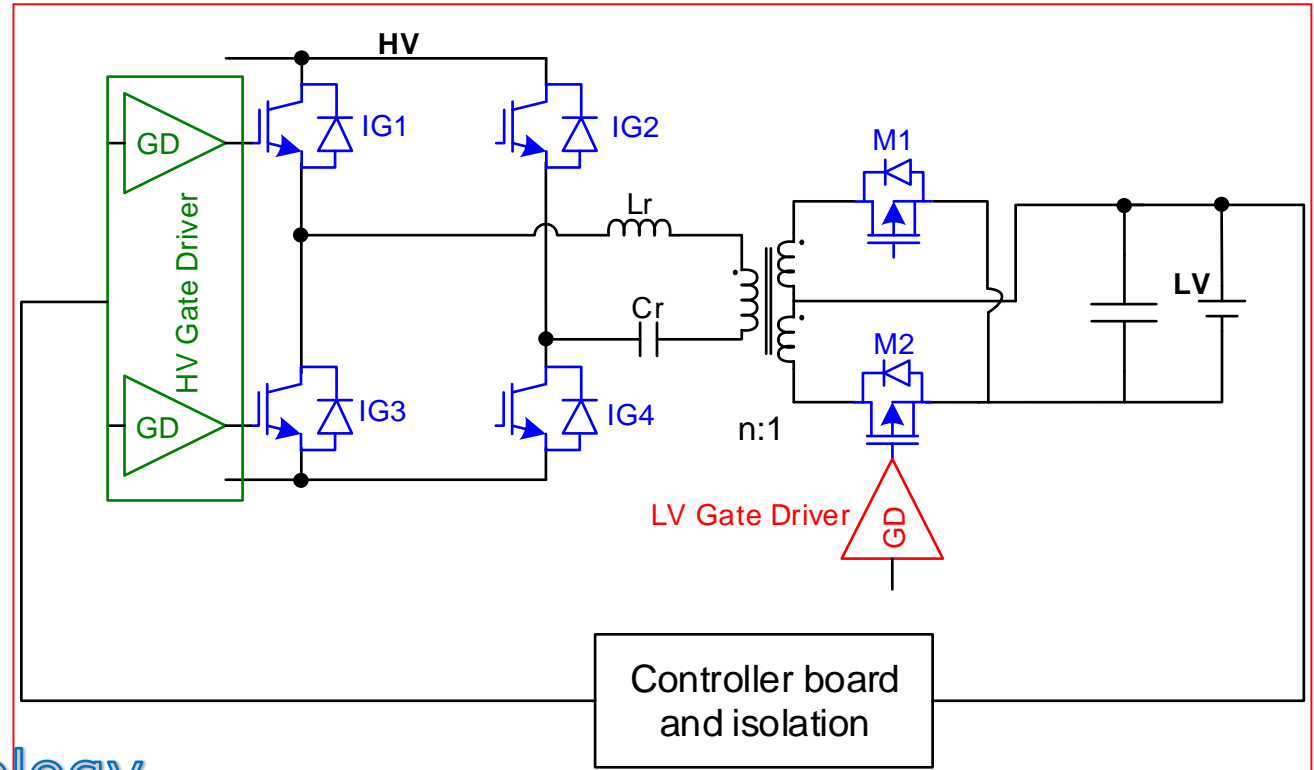 HV
GD
IG1
IG2
M1
HV Gate Driver
Lr
Cr
LV
M2
GD
IG3
IG4
n:1
LV Gate Driver
GD
Controller board
and isolation